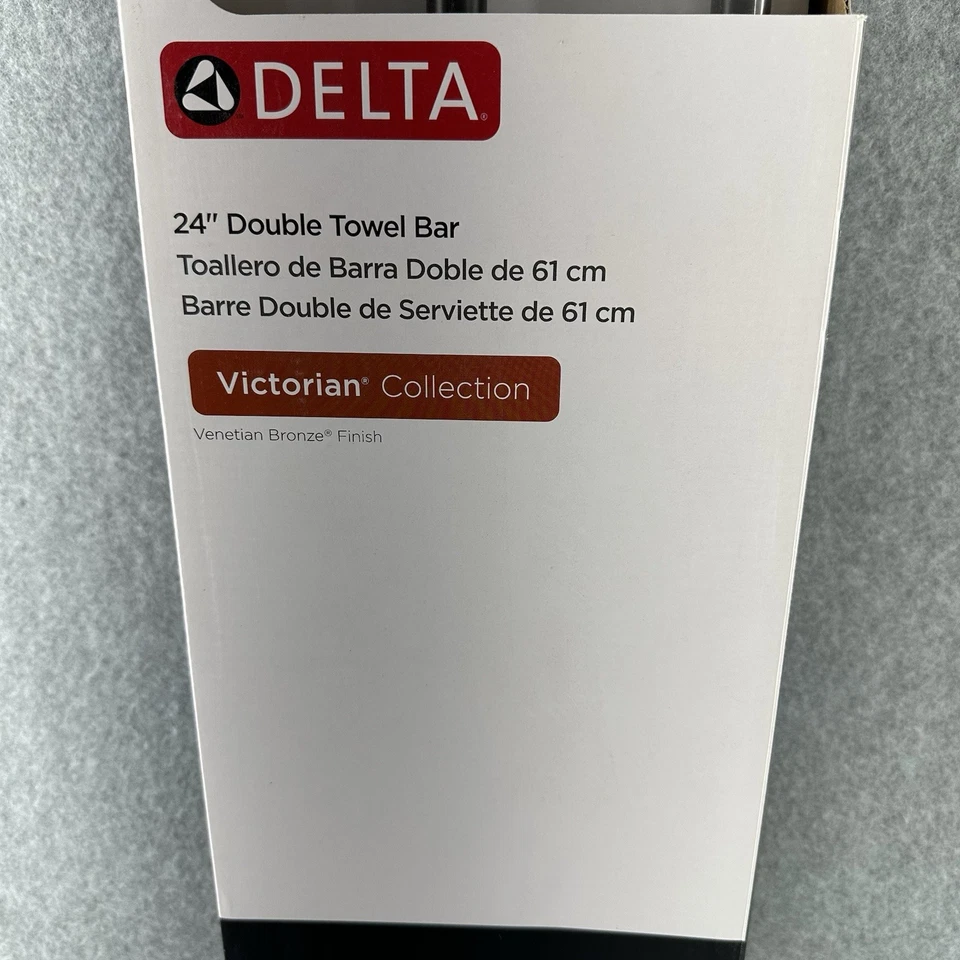 DELTA®
24" Double Towel Bar
Toallero de Barra Doble de 61 cm
Barre Double de Serviette de 61 cm
Victorian® Collection
Venetian Bronze® Finish